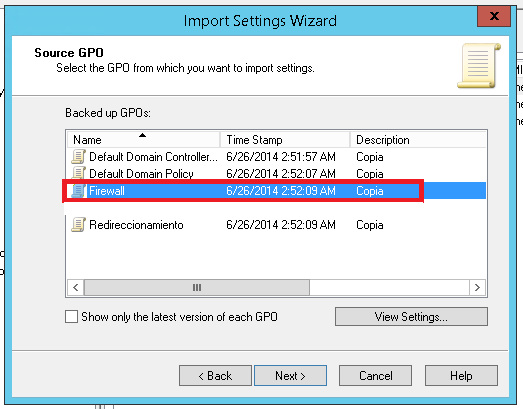 Import Settings Wizard
x
Source GPO
Select the GPO from which you want to import settings.
Backed up GPOs:
Name Time Stamp Description
Default Domain Controller... 6/26/2014 2:51:57 AM Copia
Default Domain Policy 6/26/2014 2:52:07 AM Copia
Firewall 6/26/2014 2:52:09 AM Copia
Redireccionamiento 6/26/2014 2:52:09 AM Copia
Show only the latest version of each GPO View Settings...
< Back Next > Cancel Help